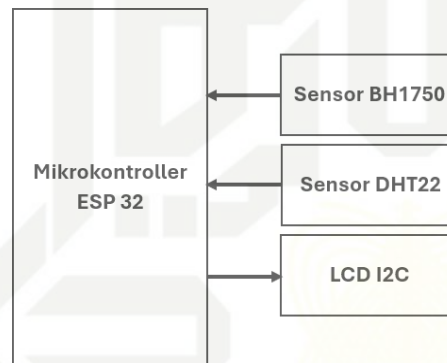 Mikrokontroller
ESP 32
Sensor BH1750
Sensor DHT22
LCD I2C